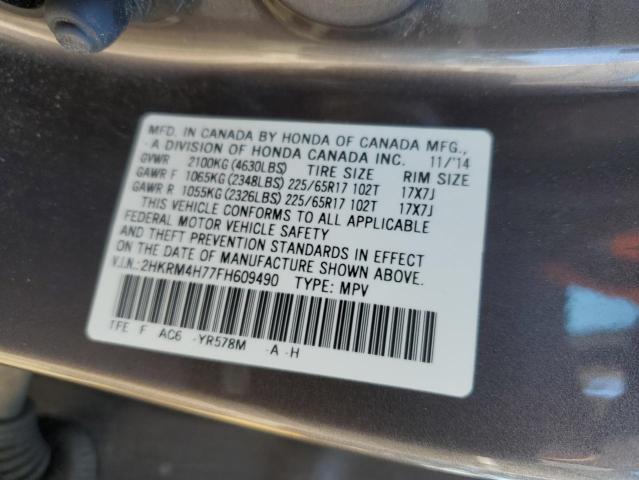 MFD. IN CANADA BY HONDA OF CANADA MFG.,
A DIVISION OF HONDA CANADA INC. 11/'14
GVWR 2100KG(4630LBS) TIRE SIZE RIM SIZE
GAWR F 1065KG(2348LBS) 225/65R17 102T 17X7J
GAWR R 1055KG(2326LBS) 225/65R17 102T 17X7J
THIS VEHICLE CONFORMS TO ALL APPLICABLE
FEDERAL MOTOR VEHICLE SAFETY
AND THEFT PREVENTION STANDARDS IN EFFECT
ON THE DATE OF MANUFACTURE SHOWN ABOVE.
V.I.N.:2HKRM4H77FH609490 TYPE: MPV
TFE F AC6 -YR578M -A -H